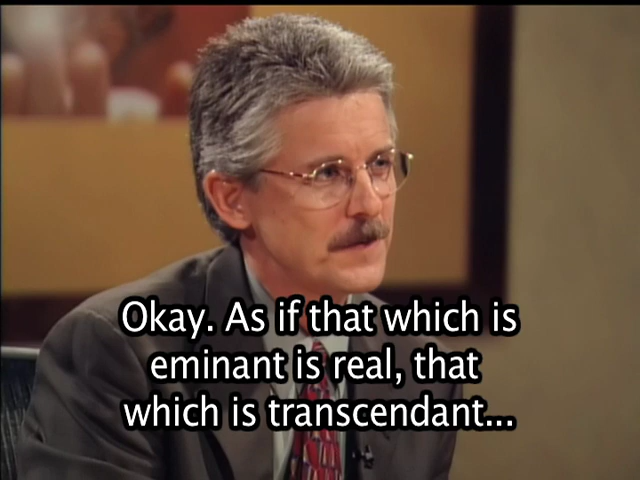 Okay. As if that which is
eminant is real, that
which is transcendant...